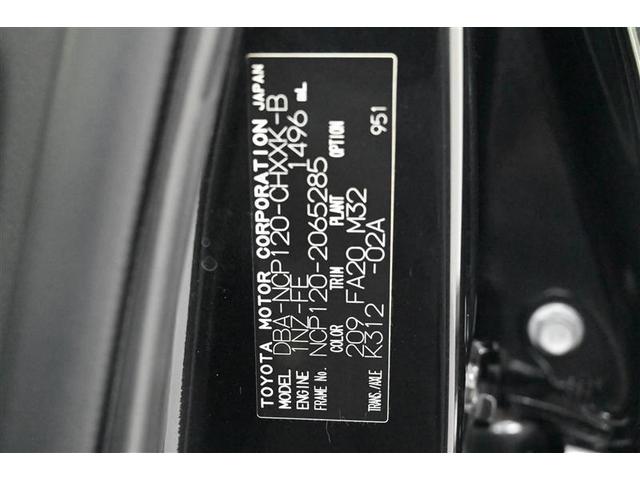 TOYOTA MOTOR CORPORATION JAPAN
MODEL DBA-NCP120-CHXXK-B
ENGINE 1NZ-FE 1496 mL
FRAME No. NCP120-2065285
COLOR TRIM PLANT OPTION
209 FA20 M32
TRANS./AXLE K312 -02A 951